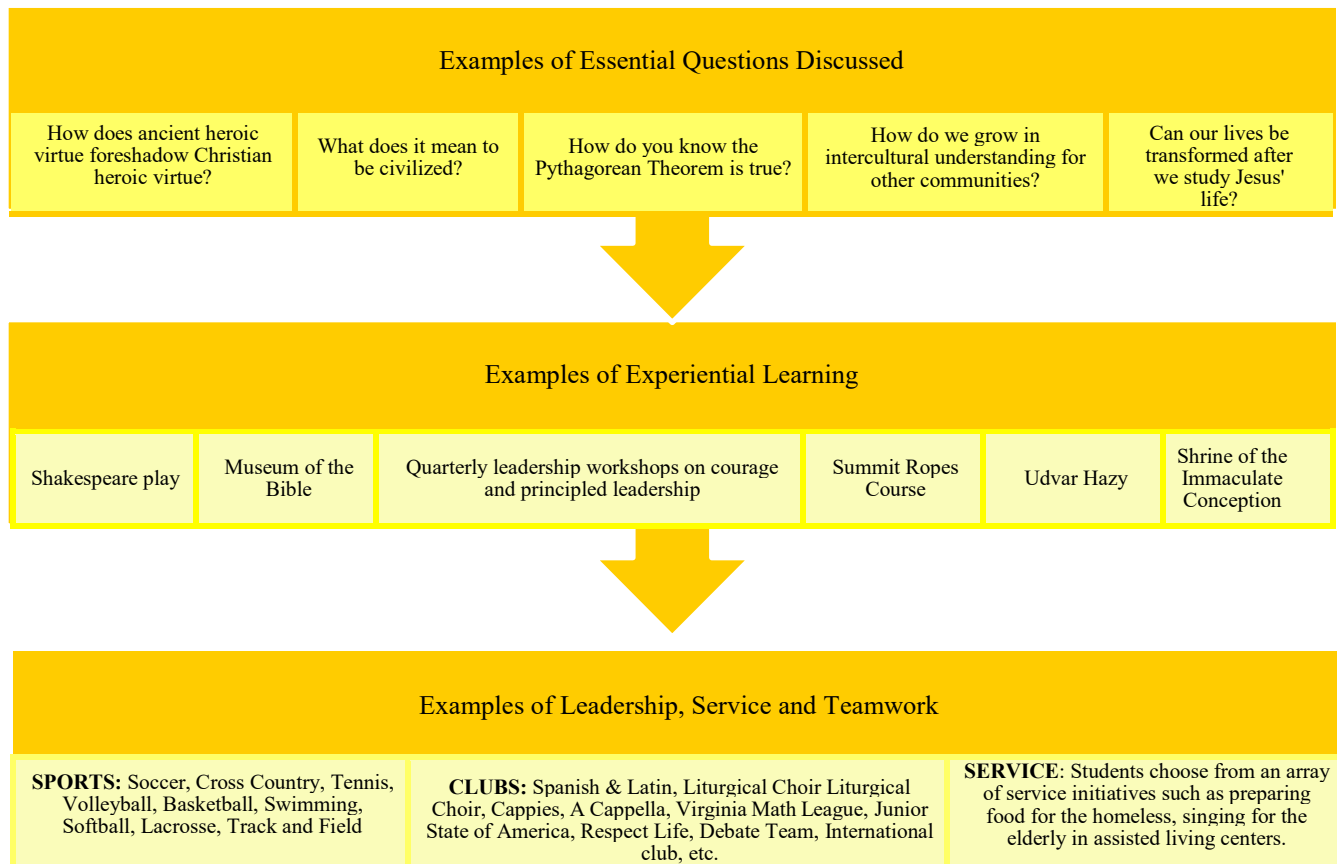 Examples of Essential Questions Discussed
How does ancient heroic
virtue foreshadow Christian
heroic virtue?
What does it mean to
be civilized?
How do you know the
Pythagorean Theorem is true?
How do we grow in
intercultural understanding for
other communities?
Can our lives be
transformed after
we study Jesus'
life?
Examples of Experiential Learning
Shakespeare play
Museum of the
Bible
Quarterly leadership workshops on courage
and principled leadership
Summit Ropes
Course
Udvar Hazy
Shrine of the
Immaculate
Conception
Examples of Leadership, Service and Teamwork
SPORTS: Soccer, Cross Country, Tennis,
Volleyball, Basketball, Swimming,
Softball, Lacrosse, Track and Field
CLUBS: Spanish & Latin, Liturgical Choir Liturgical
Choir, Cappies, A Cappella, Virginia Math League, Junior
State of America, Respect Life, Debate Team, International
club, etc.
SERVICE: Students choose from an array
of service initiatives such as preparing
food for the homeless, singing for the
elderly in assisted living centers.